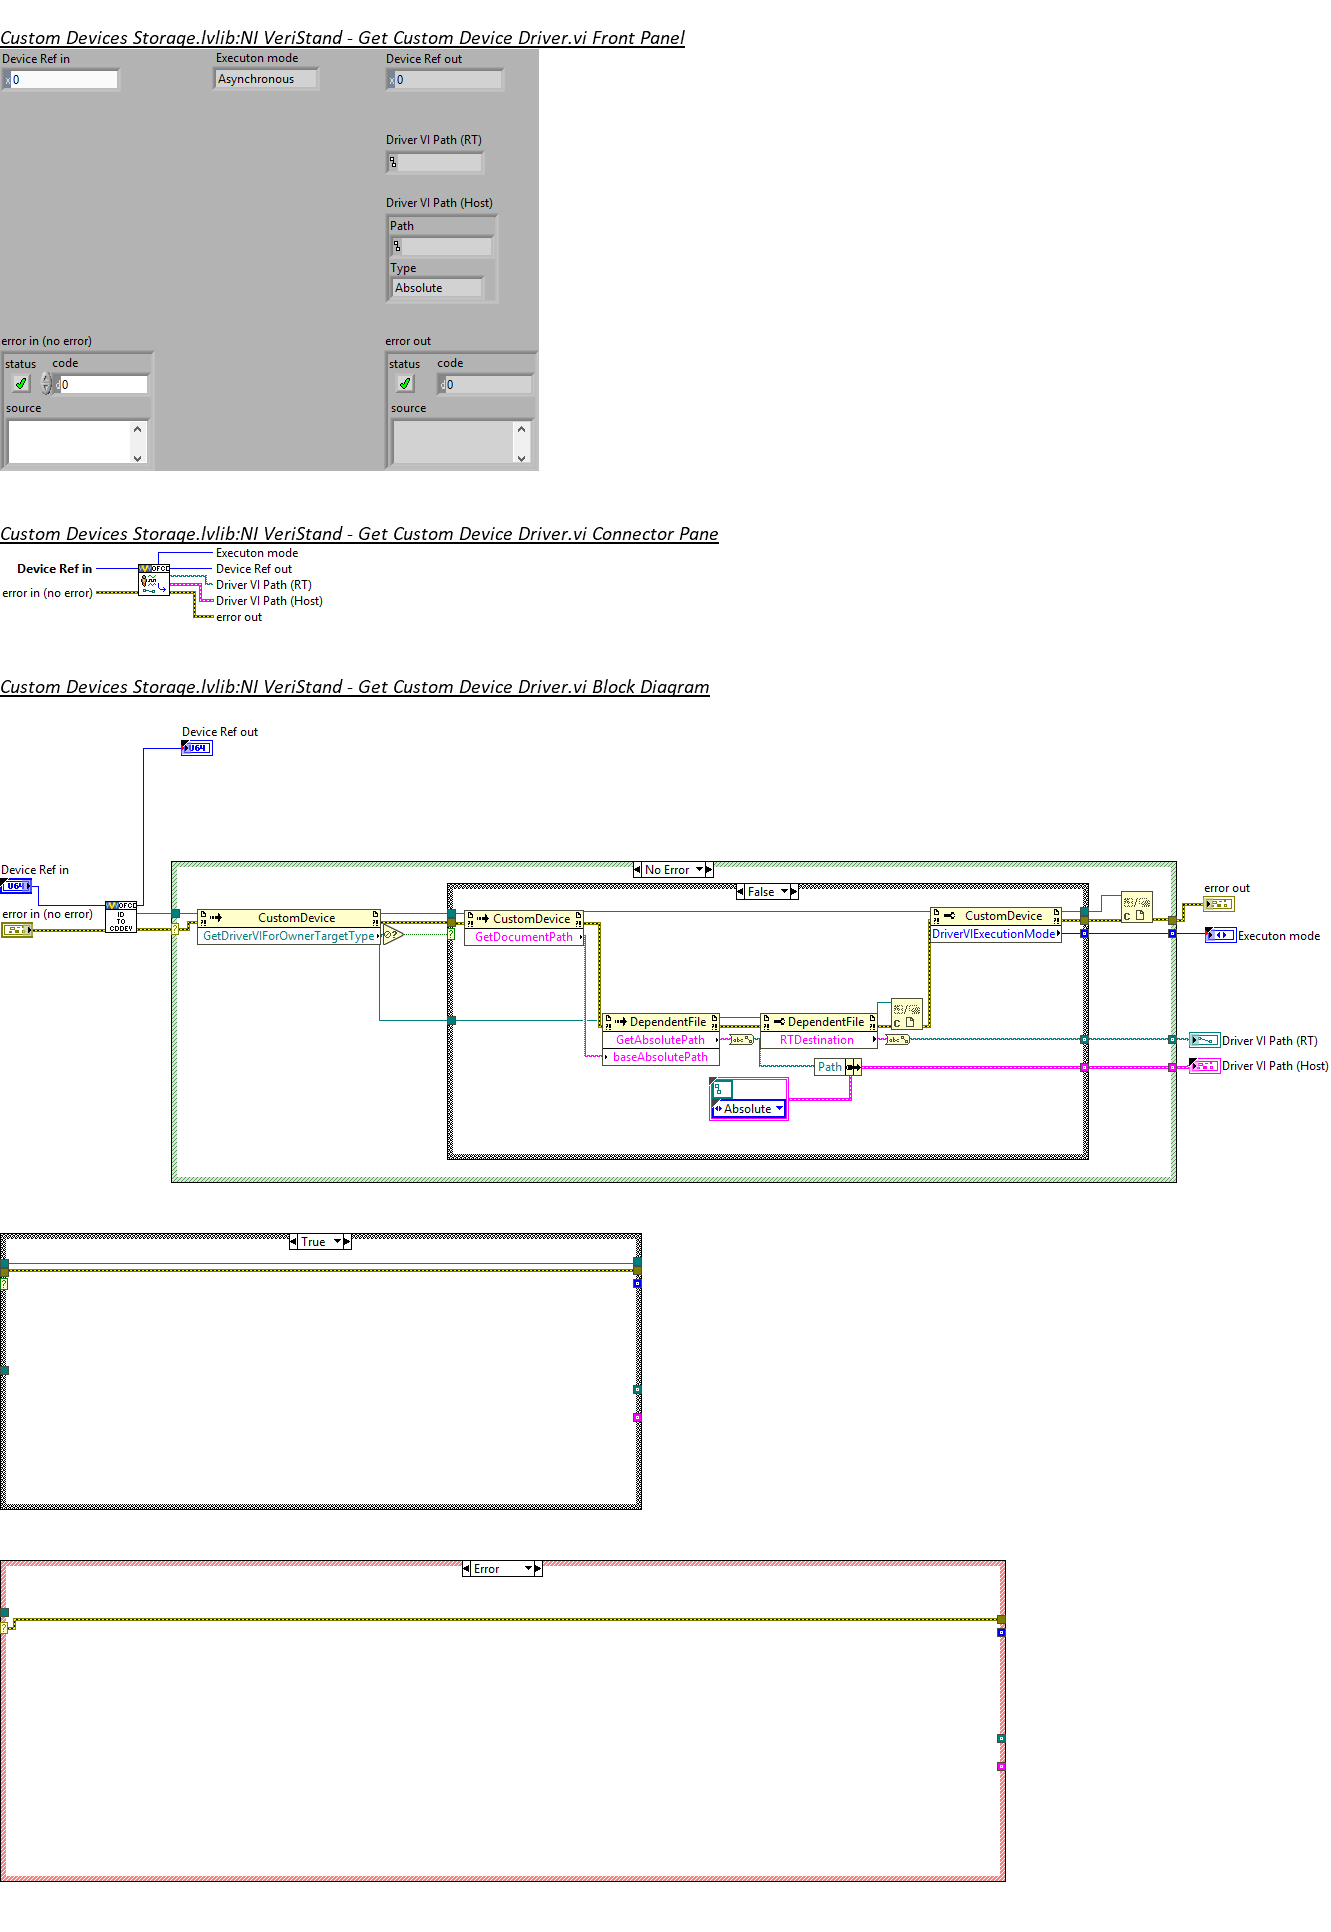 Custom Devices Storage.lvlib:NI VeriStand - Get Custom Device Driver.vi Front Panel
Device Ref in
x 0
Executon mode
Asynchronous
Device Ref out
x 0
Driver VI Path (RT)
Driver VI Path (Host)
Path
Type
Absolute
error in (no error)
status code
d 0
source
error out
status code
d 0
source
Custom Devices Storage.lvlib:NI VeriStand - Get Custom Device Driver.vi Connector Pane
Executon mode
Device Ref in
Device Ref out
Driver VI Path (RT)
error in (no error)
Driver VI Path (Host)
error out
Custom Devices Storage.lvlib:NI VeriStand - Get Custom Device Driver.vi Block Diagram
Device Ref out
U64
Device Ref in
U64
error in (no error)
ID
TO
CDDEV
No Error
False
CustomDevice
GetDriverVIForOwnerTargetType
CustomDevice
GetDocumentPath
DependentFile
GetAbsolutePath
baseAbsolutePath
DependentFile
RTDestination
Path
Absolute
CustomDevice
DriverVIExecutionMode
error out
Executon mode
Driver VI Path (RT)
Driver VI Path (Host)
True
Error